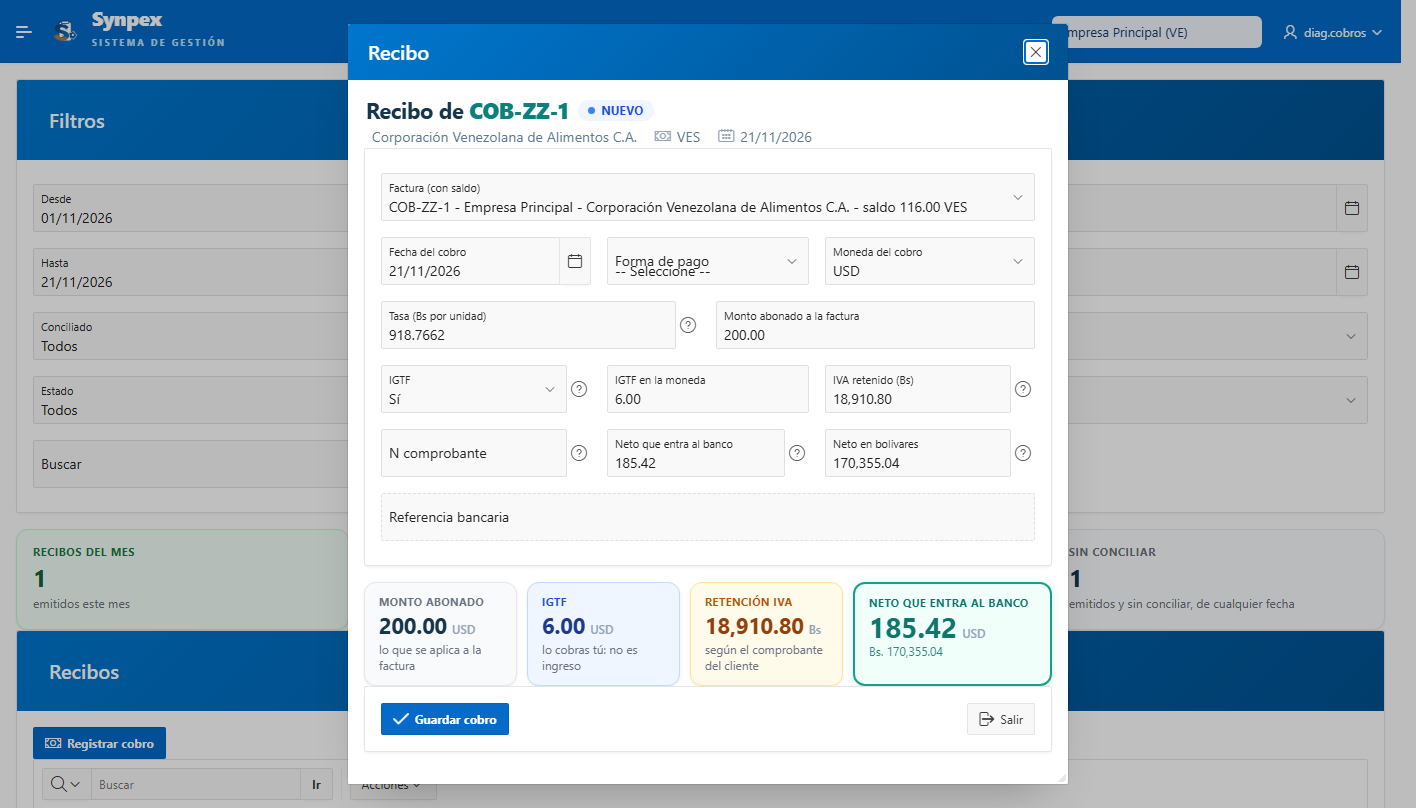 Synpex
SISTEMA DE GESTIÓN
mpresa Principal (VE)
diag.cobros
Filtros
Desde
01/11/2026
Hasta
21/11/2026
Conciliado
Todos
Estado
Todos
Buscar
RECIBOS DEL MES
1
emitidos este mes
SIN CONCILIAR
1
emitidos y sin conciliar, de cualquier fecha
Recibos
Registrar cobro
Buscar
Ir
Acciones
Recibo
Recibo de COB-ZZ-1
NUEVO
Corporación Venezolana de Alimentos C.A. VES 21/11/2026
Factura (con saldo)
COB-ZZ-1 - Empresa Principal - Corporación Venezolana de Alimentos C.A. - saldo 116.00 VES
Fecha del cobro
21/11/2026
Forma de pago
-- Seleccione --
Moneda del cobro
USD
Tasa (Bs por unidad)
918.7662
Monto abonado a la factura
200.00
IGTF
Sí
IGTF en la moneda
6.00
IVA retenido (Bs)
18,910.80
N comprobante
Neto que entra al banco
185.42
Neto en bolivares
170,355.04
Referencia bancaria
MONTO ABONADO
200.00 USD
lo que se aplica a la
factura
IGTF
6.00 USD
lo cobras tú: no es
ingreso
RETENCIÓN IVA
18,910.80 Bs
según el comprobante
del cliente
NETO QUE ENTRA AL BANCO
185.42 USD
Bs. 170,355.04
Guardar cobro
Salir